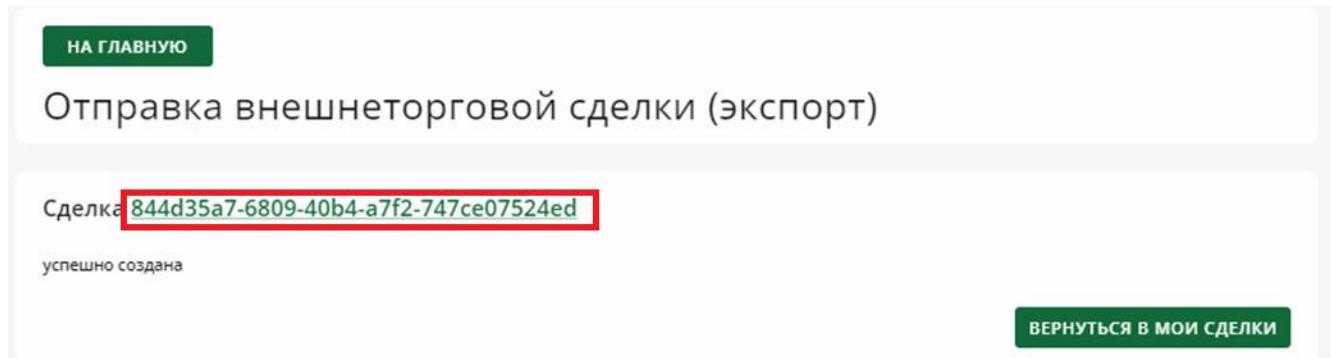 НА ГЛАВНУЮ
Отправка внешнеторговой сделки (экспорт)
Сделка 844d35a7-6809-40b4-a7f2-747ce07524ed
успешно создана
ВЕРНУТЬСЯ В МОИ СДЕЛКИ